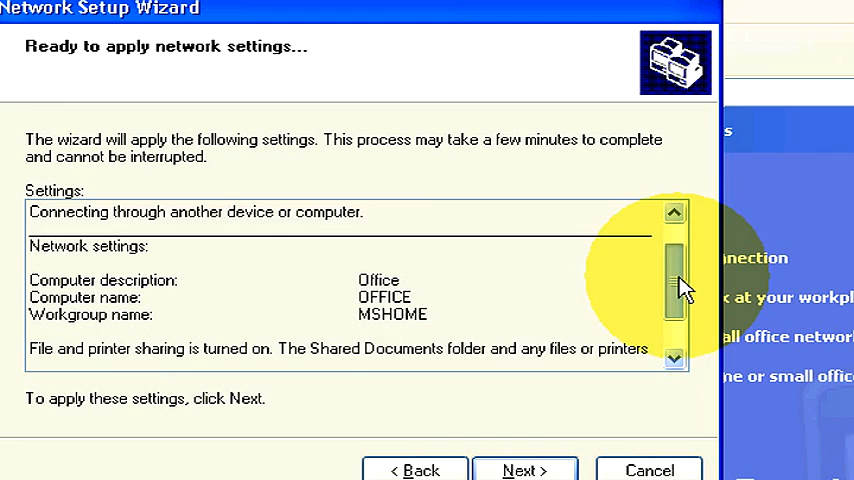 Network Setup Wizard
Ready to apply network settings...
The wizard will apply the following settings. This process may take a few minutes to complete
and cannot be interrupted.
Settings:
Connecting through another device or computer.
Network settings:
Computer description: Office
Computer name: OFFICE
Workgroup name: MSHOME
File and printer sharing is turned on. The Shared Documents folder and any files or printers
To apply these settings, click Next.
< Back Next > Cancel
s
nnection
k at your workpl
all office network
me or small office